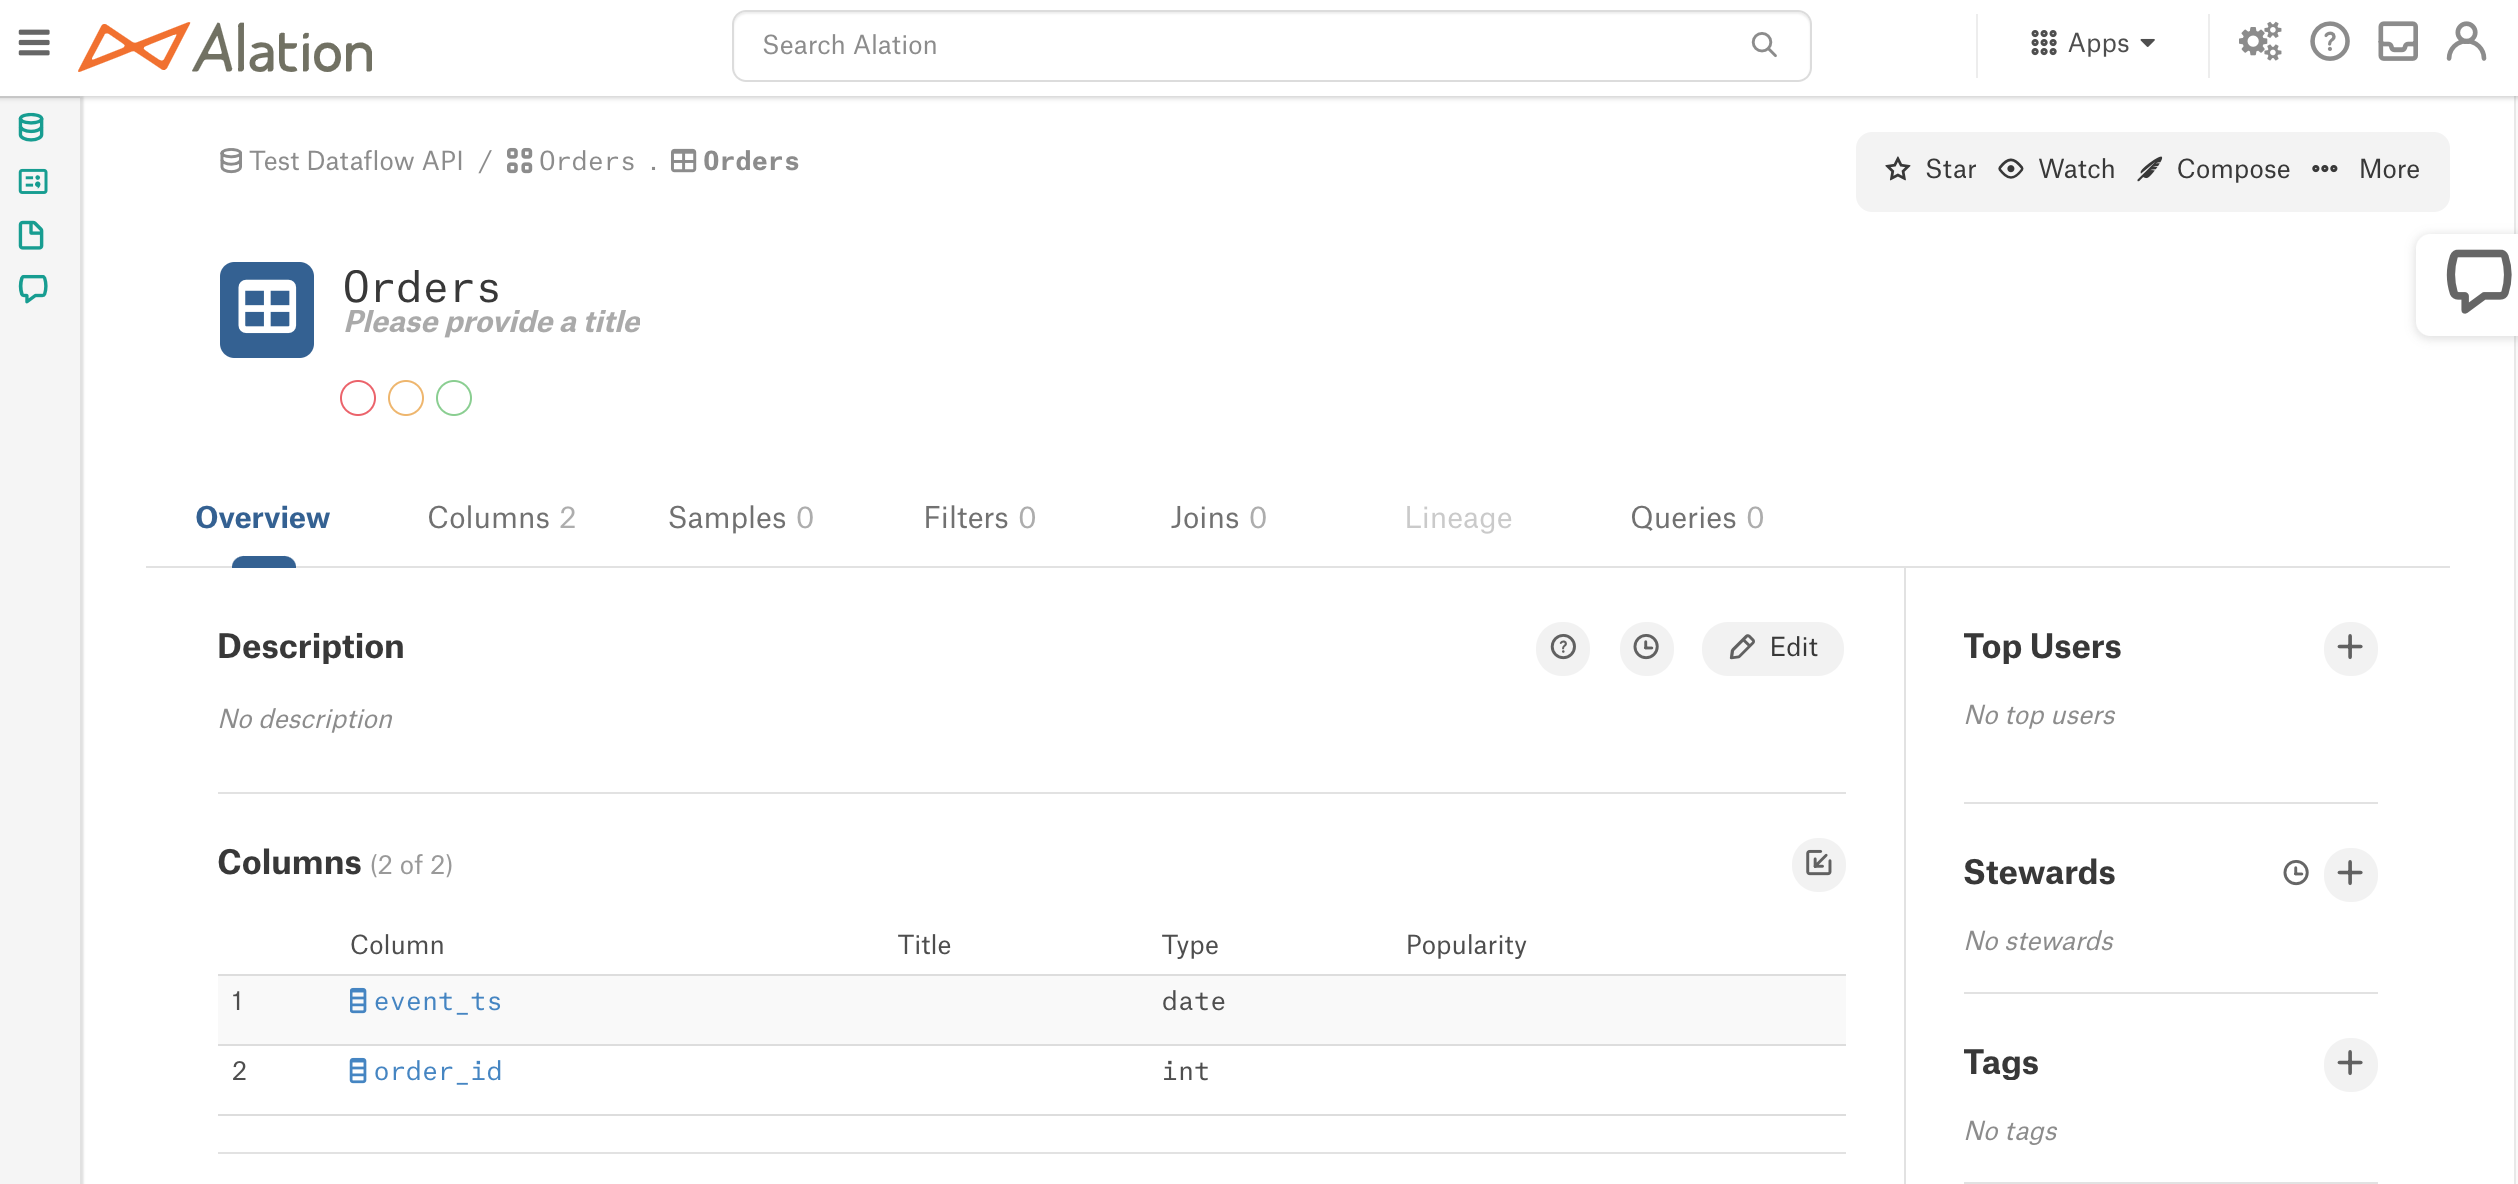 Alation
Search Alation
Apps
Test Dataflow API / Orders . Orders
Star Watch Compose More
Orders
Please provide a title
Overview Columns 2 Samples 0 Filters 0 Joins 0 Lineage Queries 0
Description
Edit
No description
Columns (2 of 2)
Column Title Type Popularity
1 event_ts date
2 order_id int
Top Users
No top users
Stewards
No stewards
Tags
No tags